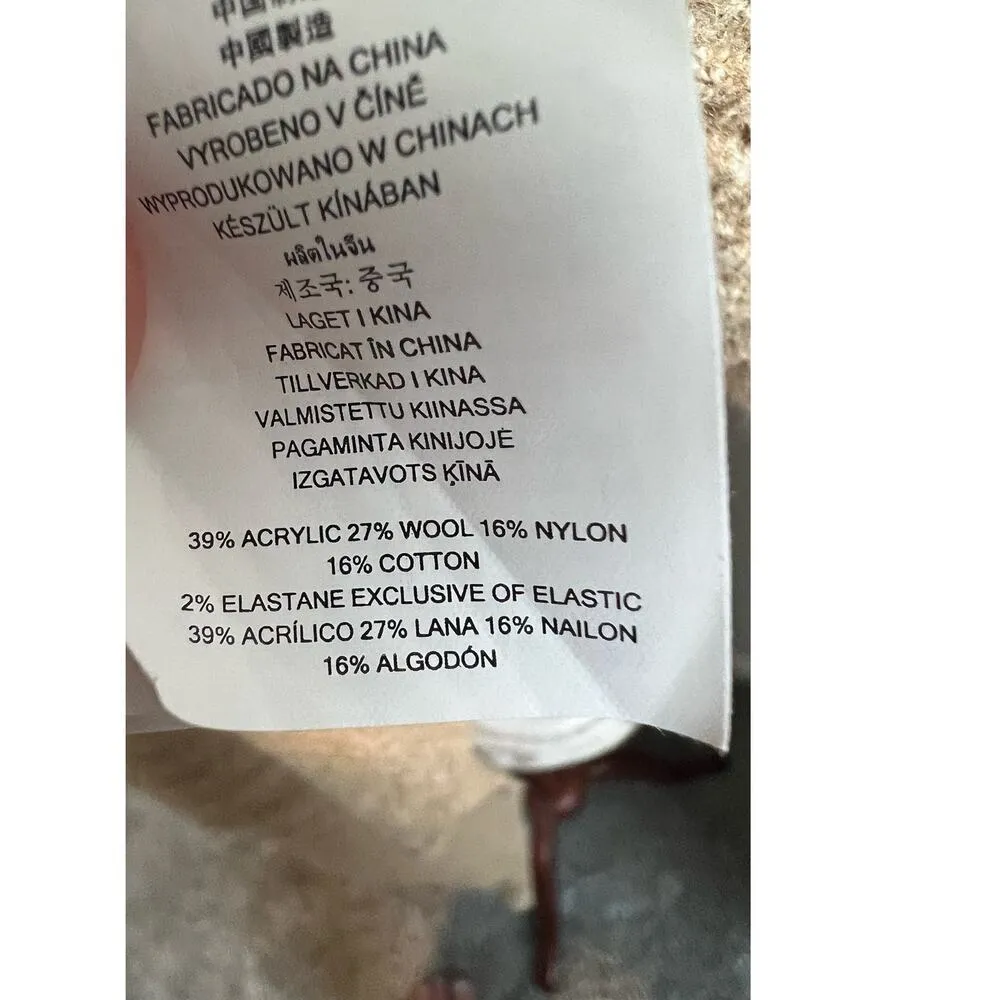 中國製造
FABRICADO NA CHINA
VYROBENO V ČÍNĚ
WYPRODUKOWANO W CHINACH
KÉSZÜLT KÍNÁBAN
ผลิตในจีน
제조국: 중국
LAGET I KINA
FABRICAT ÎN CHINA
TILLVERKAD I KINA
VALMISTETTU KIINASSA
PAGAMINTA KINIJOJE
IZGATAVOTS ĶĪNĀ
39% ACRYLIC 27% WOOL 16% NYLON
16% COTTON
2% ELASTANE EXCLUSIVE OF ELASTIC
39% ACRÍLICO 27% LANA 16% NAILON
16% ALGODÓN